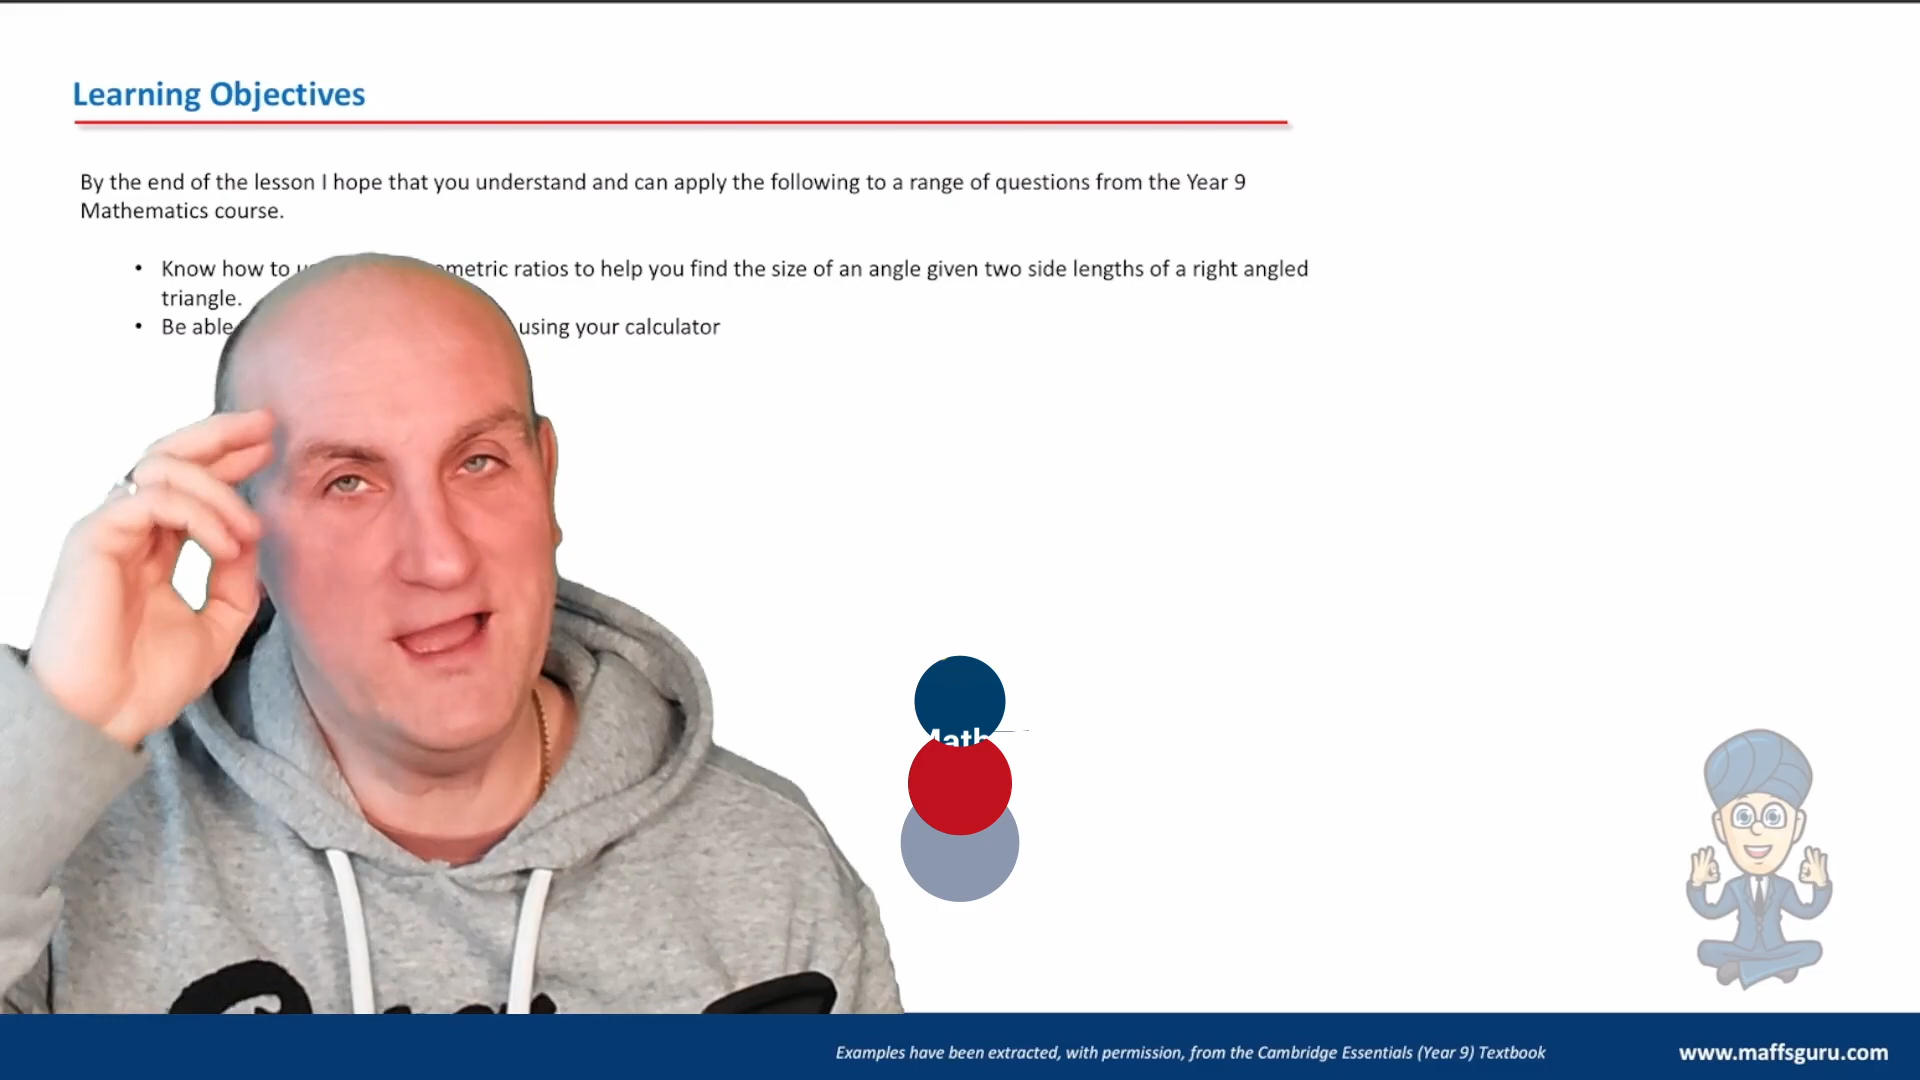 Learning Objectives
By the end of the lesson I hope that you understand and can apply the following to a range of questions from the Year 9
Mathematics course.
• Know how to metric ratios to help you find the size of an angle given two side lengths of a right angled
triangle.
• Be able using your calculator
Math
Examples have been extracted, with permission, from the Cambridge Essentials (Year 9) Textbook
www.maffsguru.com